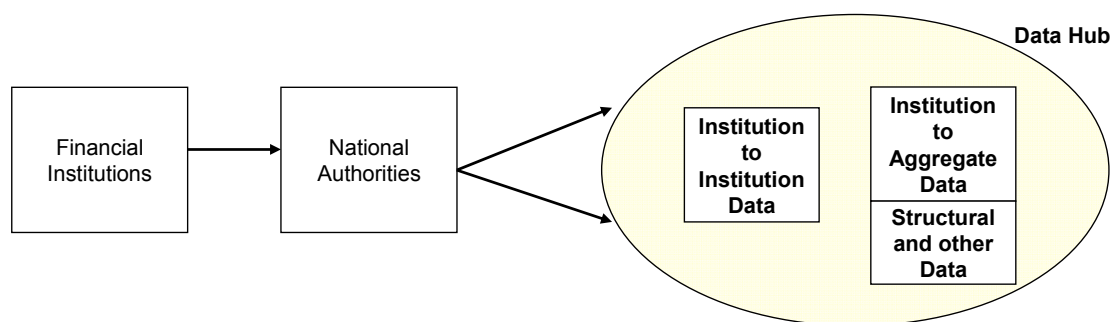 Data Hub
Financial
Institutions
National
Authorities
Institution
to
Institution
Data
Institution
to
Aggregate
Data
Structural
and other
Data